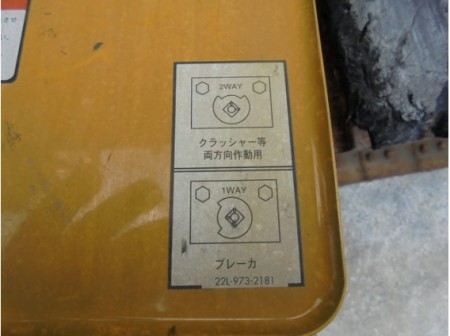 2WAY
クラッシャー等
両方向作動用
1WAY
ブレーカ
22L-973-2181